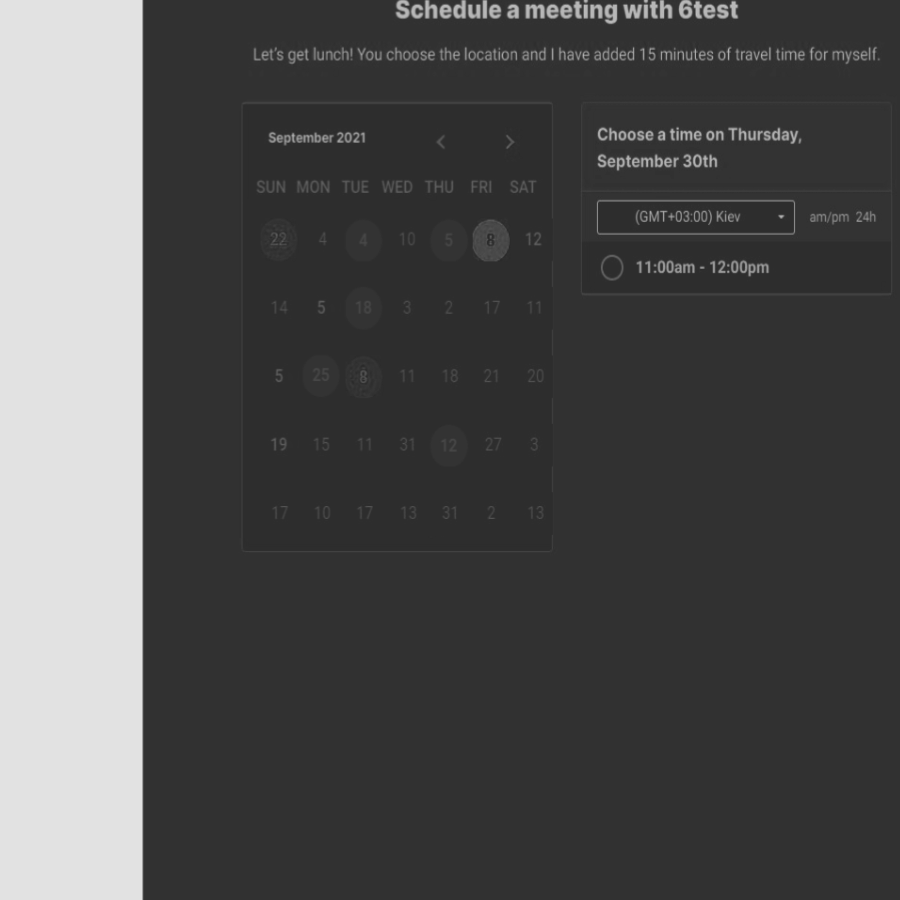 Schedule a meeting with 6test
Let's get lunch! You choose the location and I have added 15 minutes of travel time for myself.
September 2021
SUN MON TUE WED THU FRI SAT
22 4 4 10 5 8 12
14 5 18 3 2 17 11
5 25 8 11 18 21 20
19 15 11 31 12 27 3
17 10 17 13 31 2 13
Choose a time on Thursday,
September 30th
(GMT+03:00) Kiev am/pm 24h
11:00am - 12:00pm